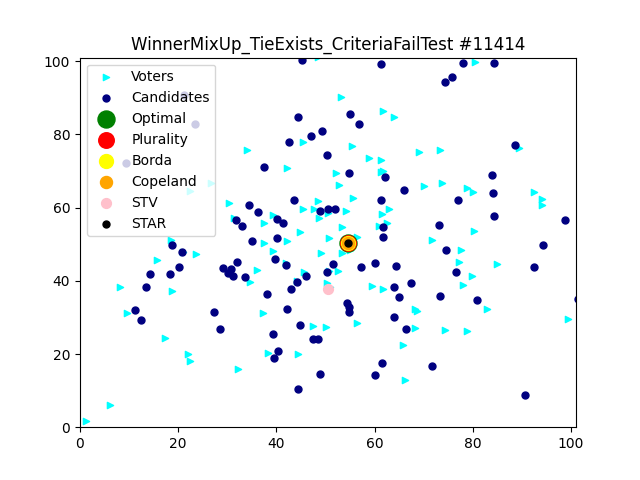 WinnerMixUp_TieExists_CriteriaFailTest #11414
100
80
60
40
20
0
Voters
Candidates
Optimal
Plurality
Borda
Copeland
STV
STAR
0 20 40 60 80 100